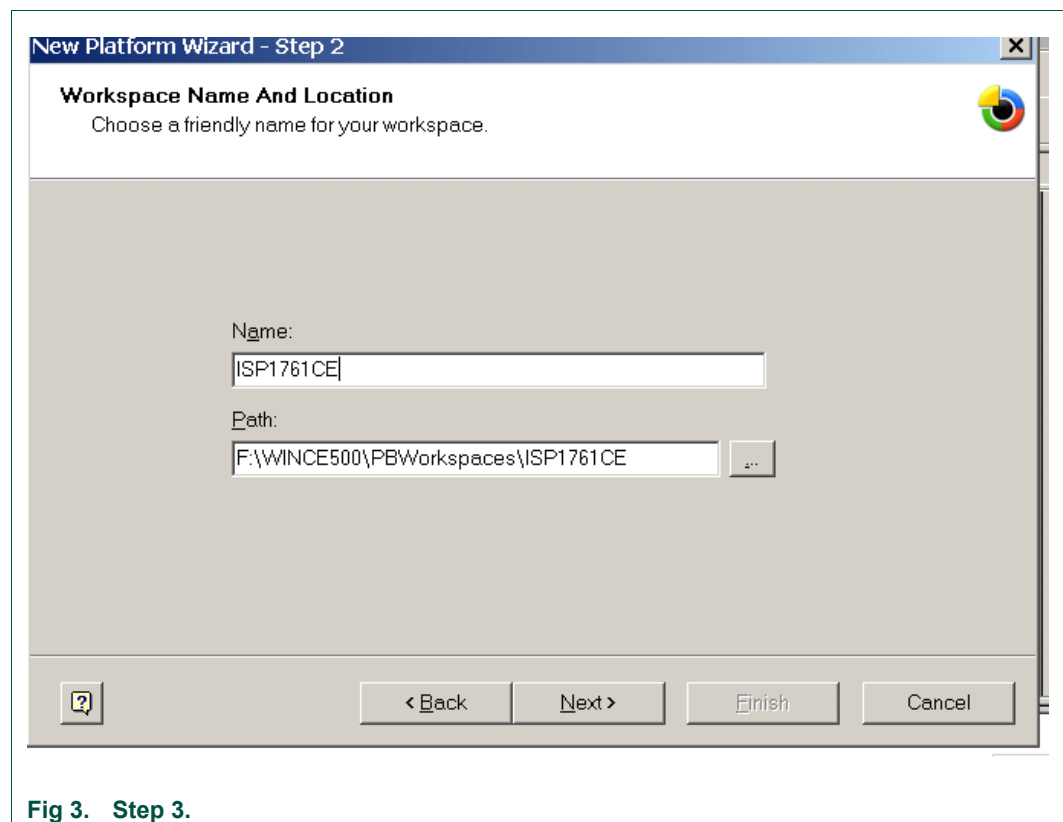 New Platform Wizard - Step 2
Workspace Name And Location
Choose a friendly name for your workspace.
Name:
ISP1761CE
Path:
F:\WINCE500\PBWorkspaces\ISP1761CE
...
< Back
Next >
Finish
Cancel
Fig 3. Step 3.